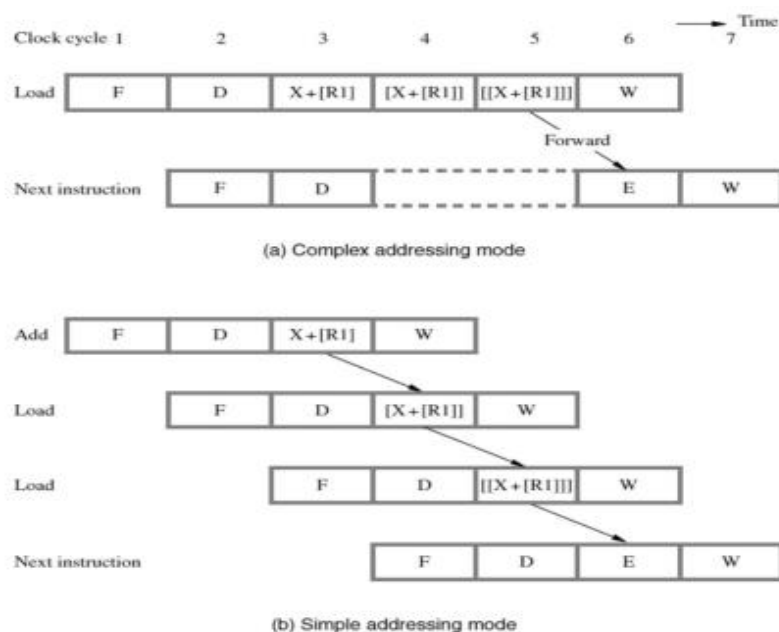 Time
Clock cycle 1 2 3 4 5 6 7
Load F D X+[R1] [X+[R1]] [[X+[R1]]] W
Forward
Next instruction F D E W
(a) Complex addressing mode
Add F D X+[R1] W
Load F D [X+[R1]] W
Load F D [[X+[R1]]] W
Next instruction F D E W
(b) Simple addressing mode